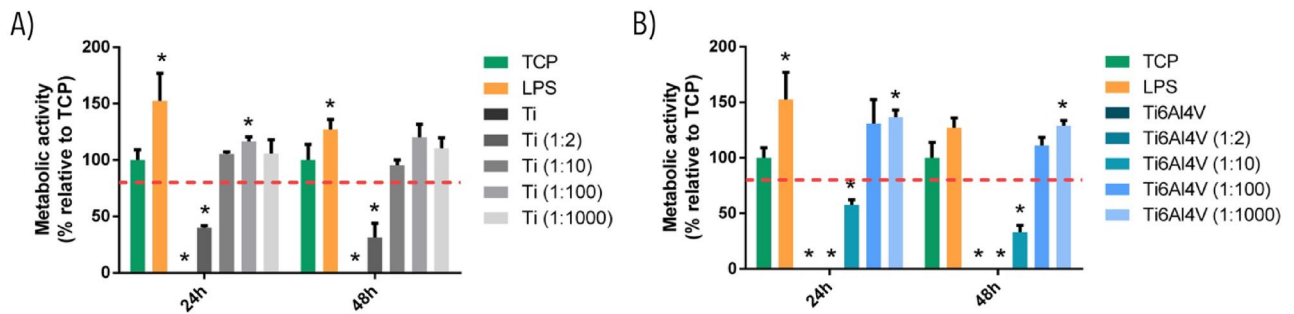 A)
Metabolic activity
(% relative to TCP)
200
150
100
50
0
*
*
*
*
*
*
*
24h
48h
TCP
LPS
Ti
Ti (1:2)
Ti (1:10)
Ti (1:100)
Ti (1:1000)
B)
Metabolic activity
(% relative to TCP)
200
150
100
50
0
*
* *
*
*
* *
*
*
24h
48h
TCP
LPS
Ti6Al4V
Ti6Al4V (1:2)
Ti6Al4V (1:10)
Ti6Al4V (1:100)
Ti6Al4V (1:1000)